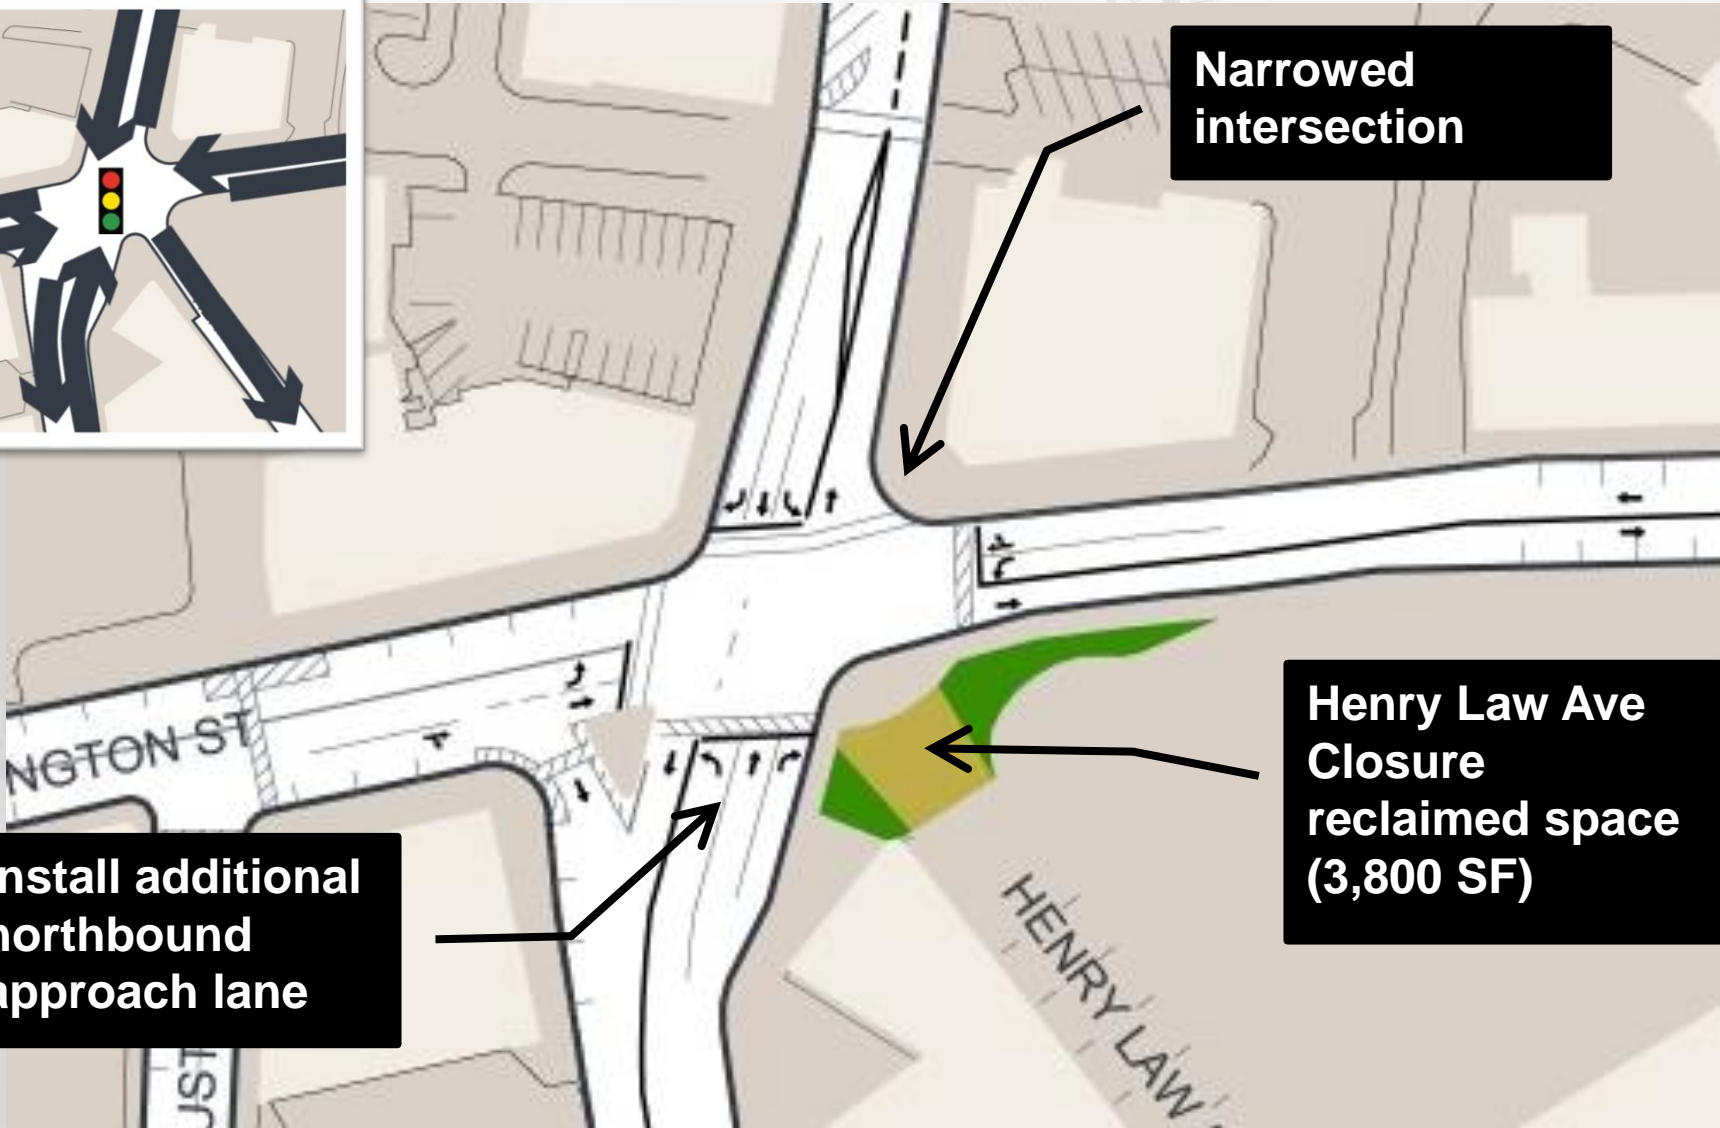 Narrowed
intersection
NGTON ST
Henry Law Ave
Closure
reclaimed space
(3,800 SF)
nstall additional
northbound
approach lane
HENRY LAW
UST